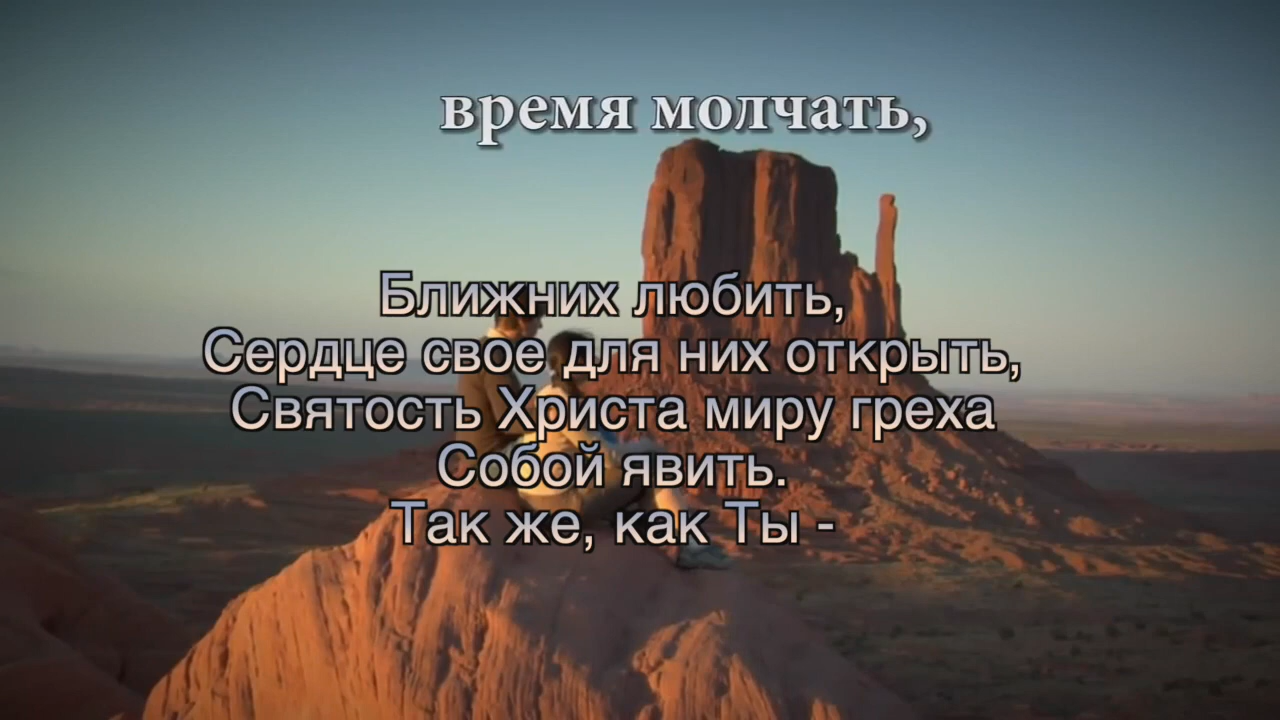 время молчать,
Ближних любить,
Сердце свое для них открыть,
Святость Христа миру греха
Собой явить.
Так же, как Ты -